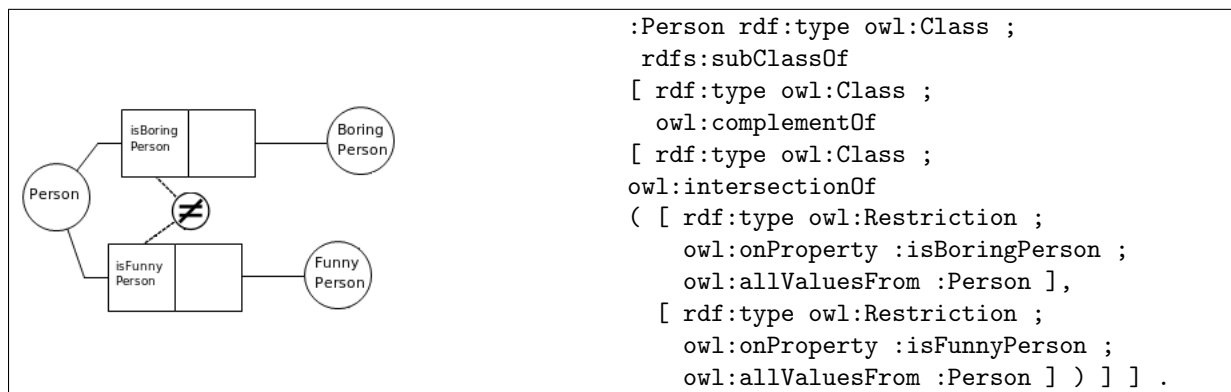 isBoring
Person
Boring
Person
Person
≠
isFunny
Person
Funny
Person
:Person rdf:type owl:Class ;
rdfs:subClassOf
[ rdf:type owl:Class ;
owl:complementOf
[ rdf:type owl:Class ;
owl:intersectionOf
( [ rdf:type owl:Restriction ;
owl:onProperty :isBoringPerson ;
owl:allValuesFrom :Person ],
[ rdf:type owl:Restriction ;
owl:onProperty :isFunnyPerson ;
owl:allValuesFrom :Person ] ) ] ] .